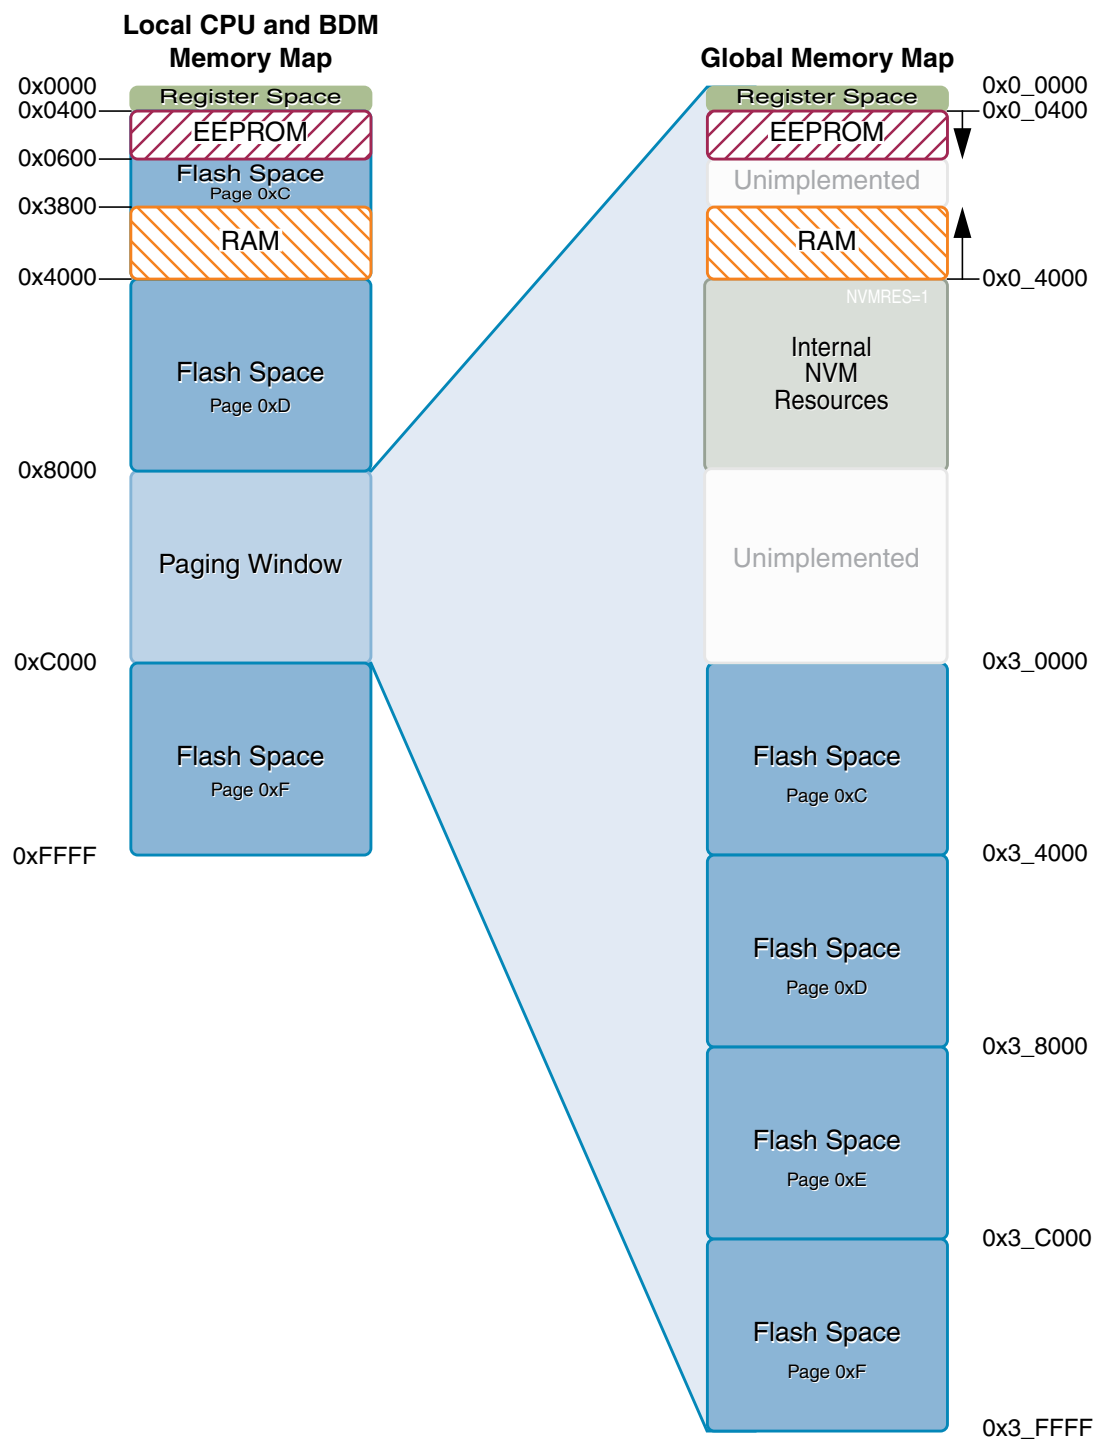 Local CPU and BDM
Memory Map
0x0000
Register Space
0x0400
EEPROM
0x0600
Flash Space
Page 0xC
0x3800
RAM
0x4000
Flash Space
Page 0xD
0x8000
Paging Window
0xC000
Flash Space
Page 0xF
0xFFFF
Global Memory Map
0x0_0000
Register Space
0x0_0400
EEPROM
Unimplemented
RAM
0x0_4000
NVMRES=1
Internal
NVM
Resources
Unimplemented
0x3_0000
Flash Space
Page 0xC
0x3_4000
Flash Space
Page 0xD
0x3_8000
Flash Space
Page 0xE
0x3_C000
Flash Space
Page 0xF
0x3_FFFF